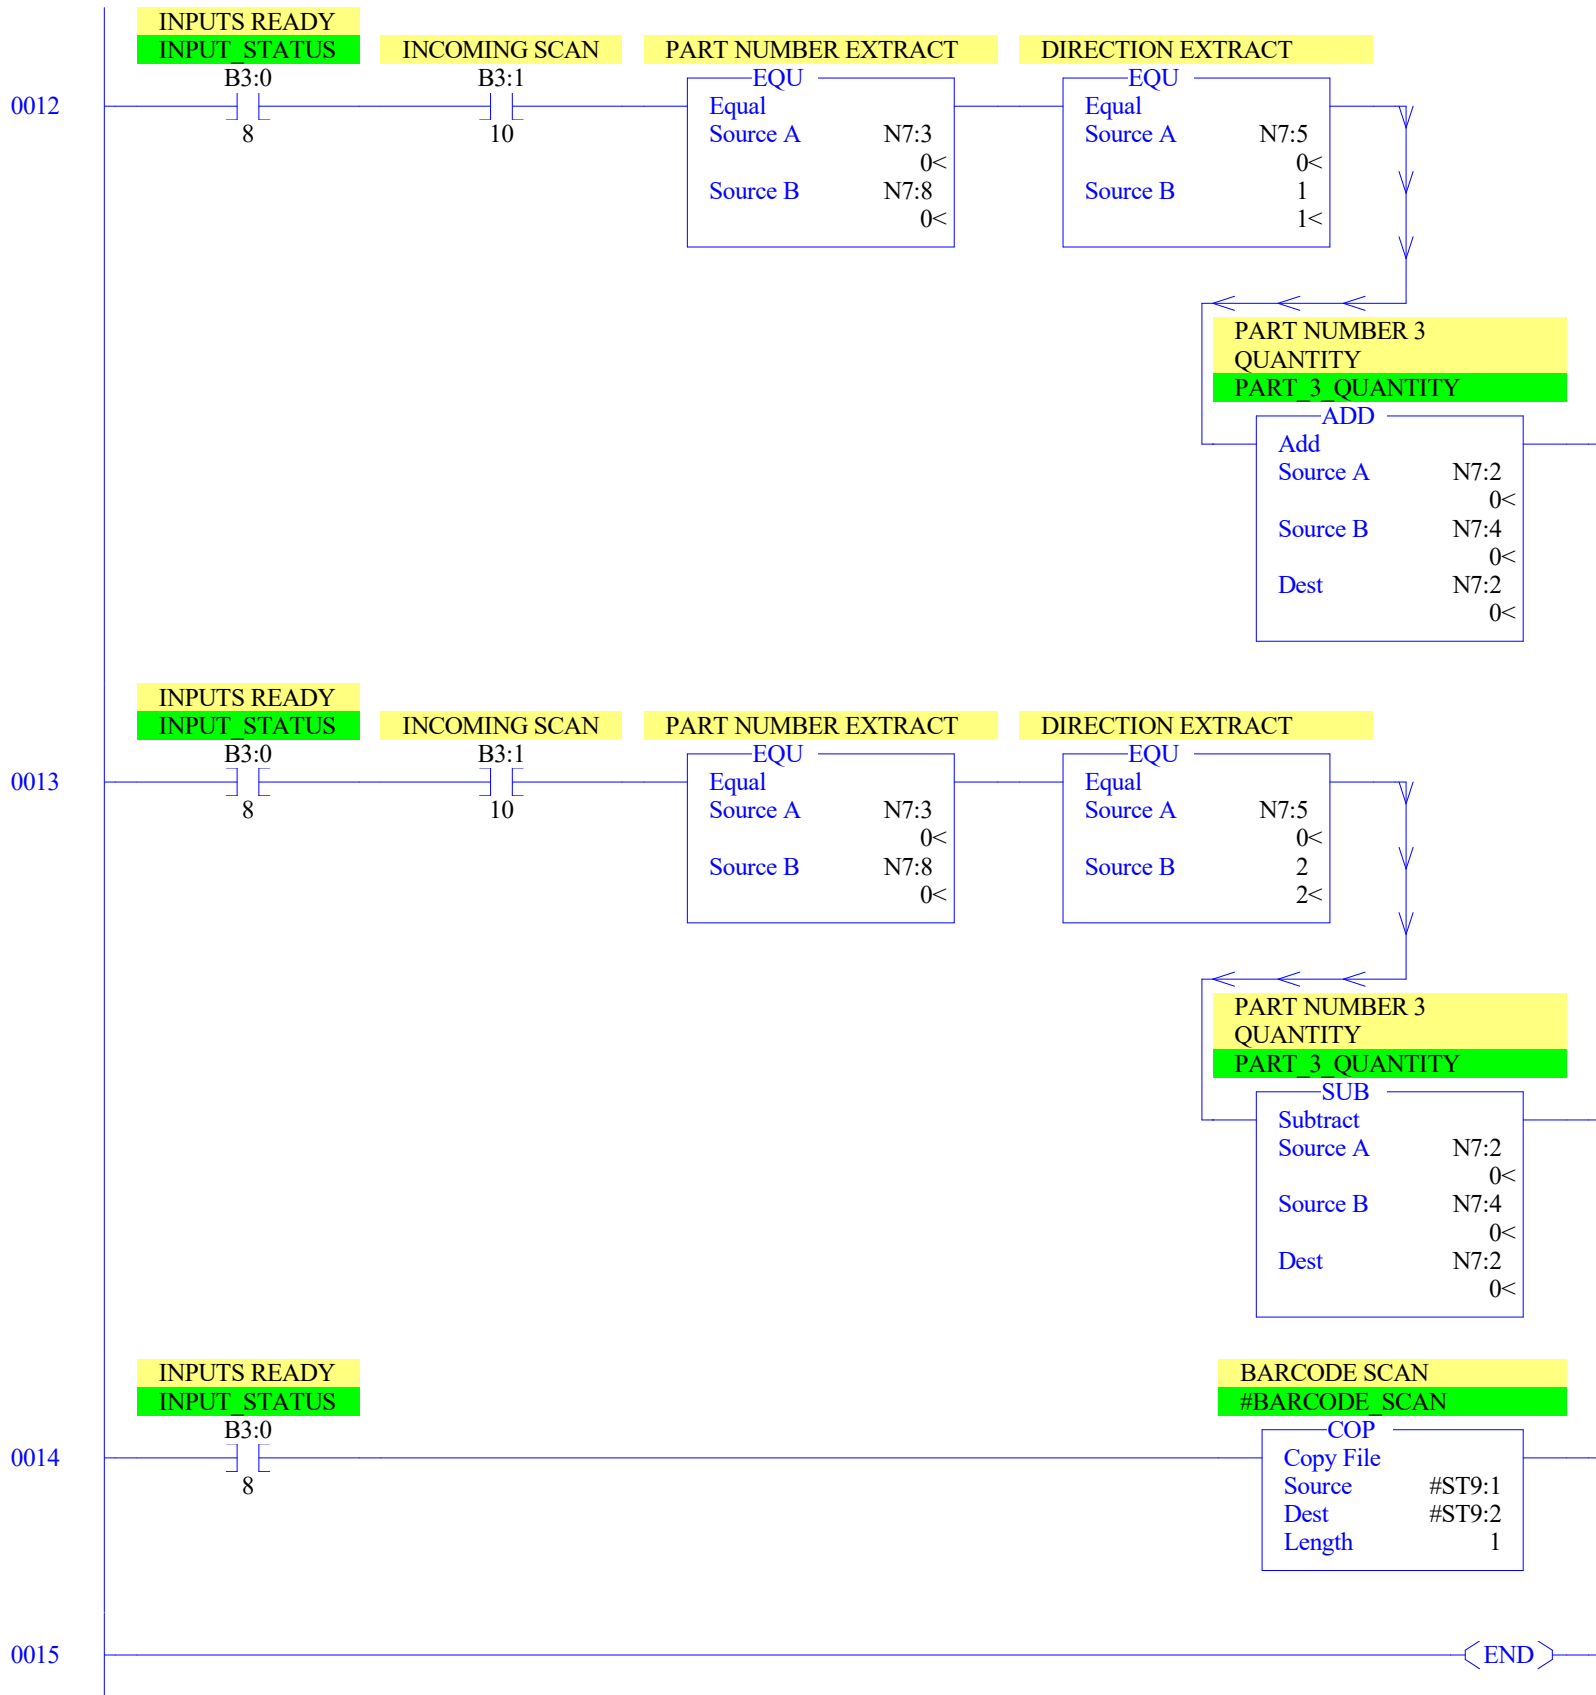 INPUTS READY
INPUT_STATUS INCOMING SCAN PART NUMBER EXTRACT DIRECTION EXTRACT
B3:0 B3:1 EQU EQU
0012 Equal Equal
8 10 Source A N7:3 Source A N7:5
0< 0<
Source B N7:8 Source B 1
0< 1<
PART NUMBER 3
QUANTITY
PART_3_QUANTITY
ADD
Add
Source A N7:2
0<
Source B N7:4
0<
Dest N7:2
0<
INPUTS READY
INPUT_STATUS INCOMING SCAN PART NUMBER EXTRACT DIRECTION EXTRACT
B3:0 B3:1 EQU EQU
0013 Equal Equal
8 10 Source A N7:3 Source A N7:5
0< 0<
Source B N7:8 Source B 2
0< 2<
PART NUMBER 3
QUANTITY
PART_3_QUANTITY
SUB
Subtract
Source A N7:2
0<
Source B N7:4
0<
Dest N7:2
0<
INPUTS READY BARCODE SCAN
INPUT_STATUS #BARCODE_SCAN
B3:0 COP
0014 Copy File
8 Source #ST9:1
Dest #ST9:2
Length 1
0015 END